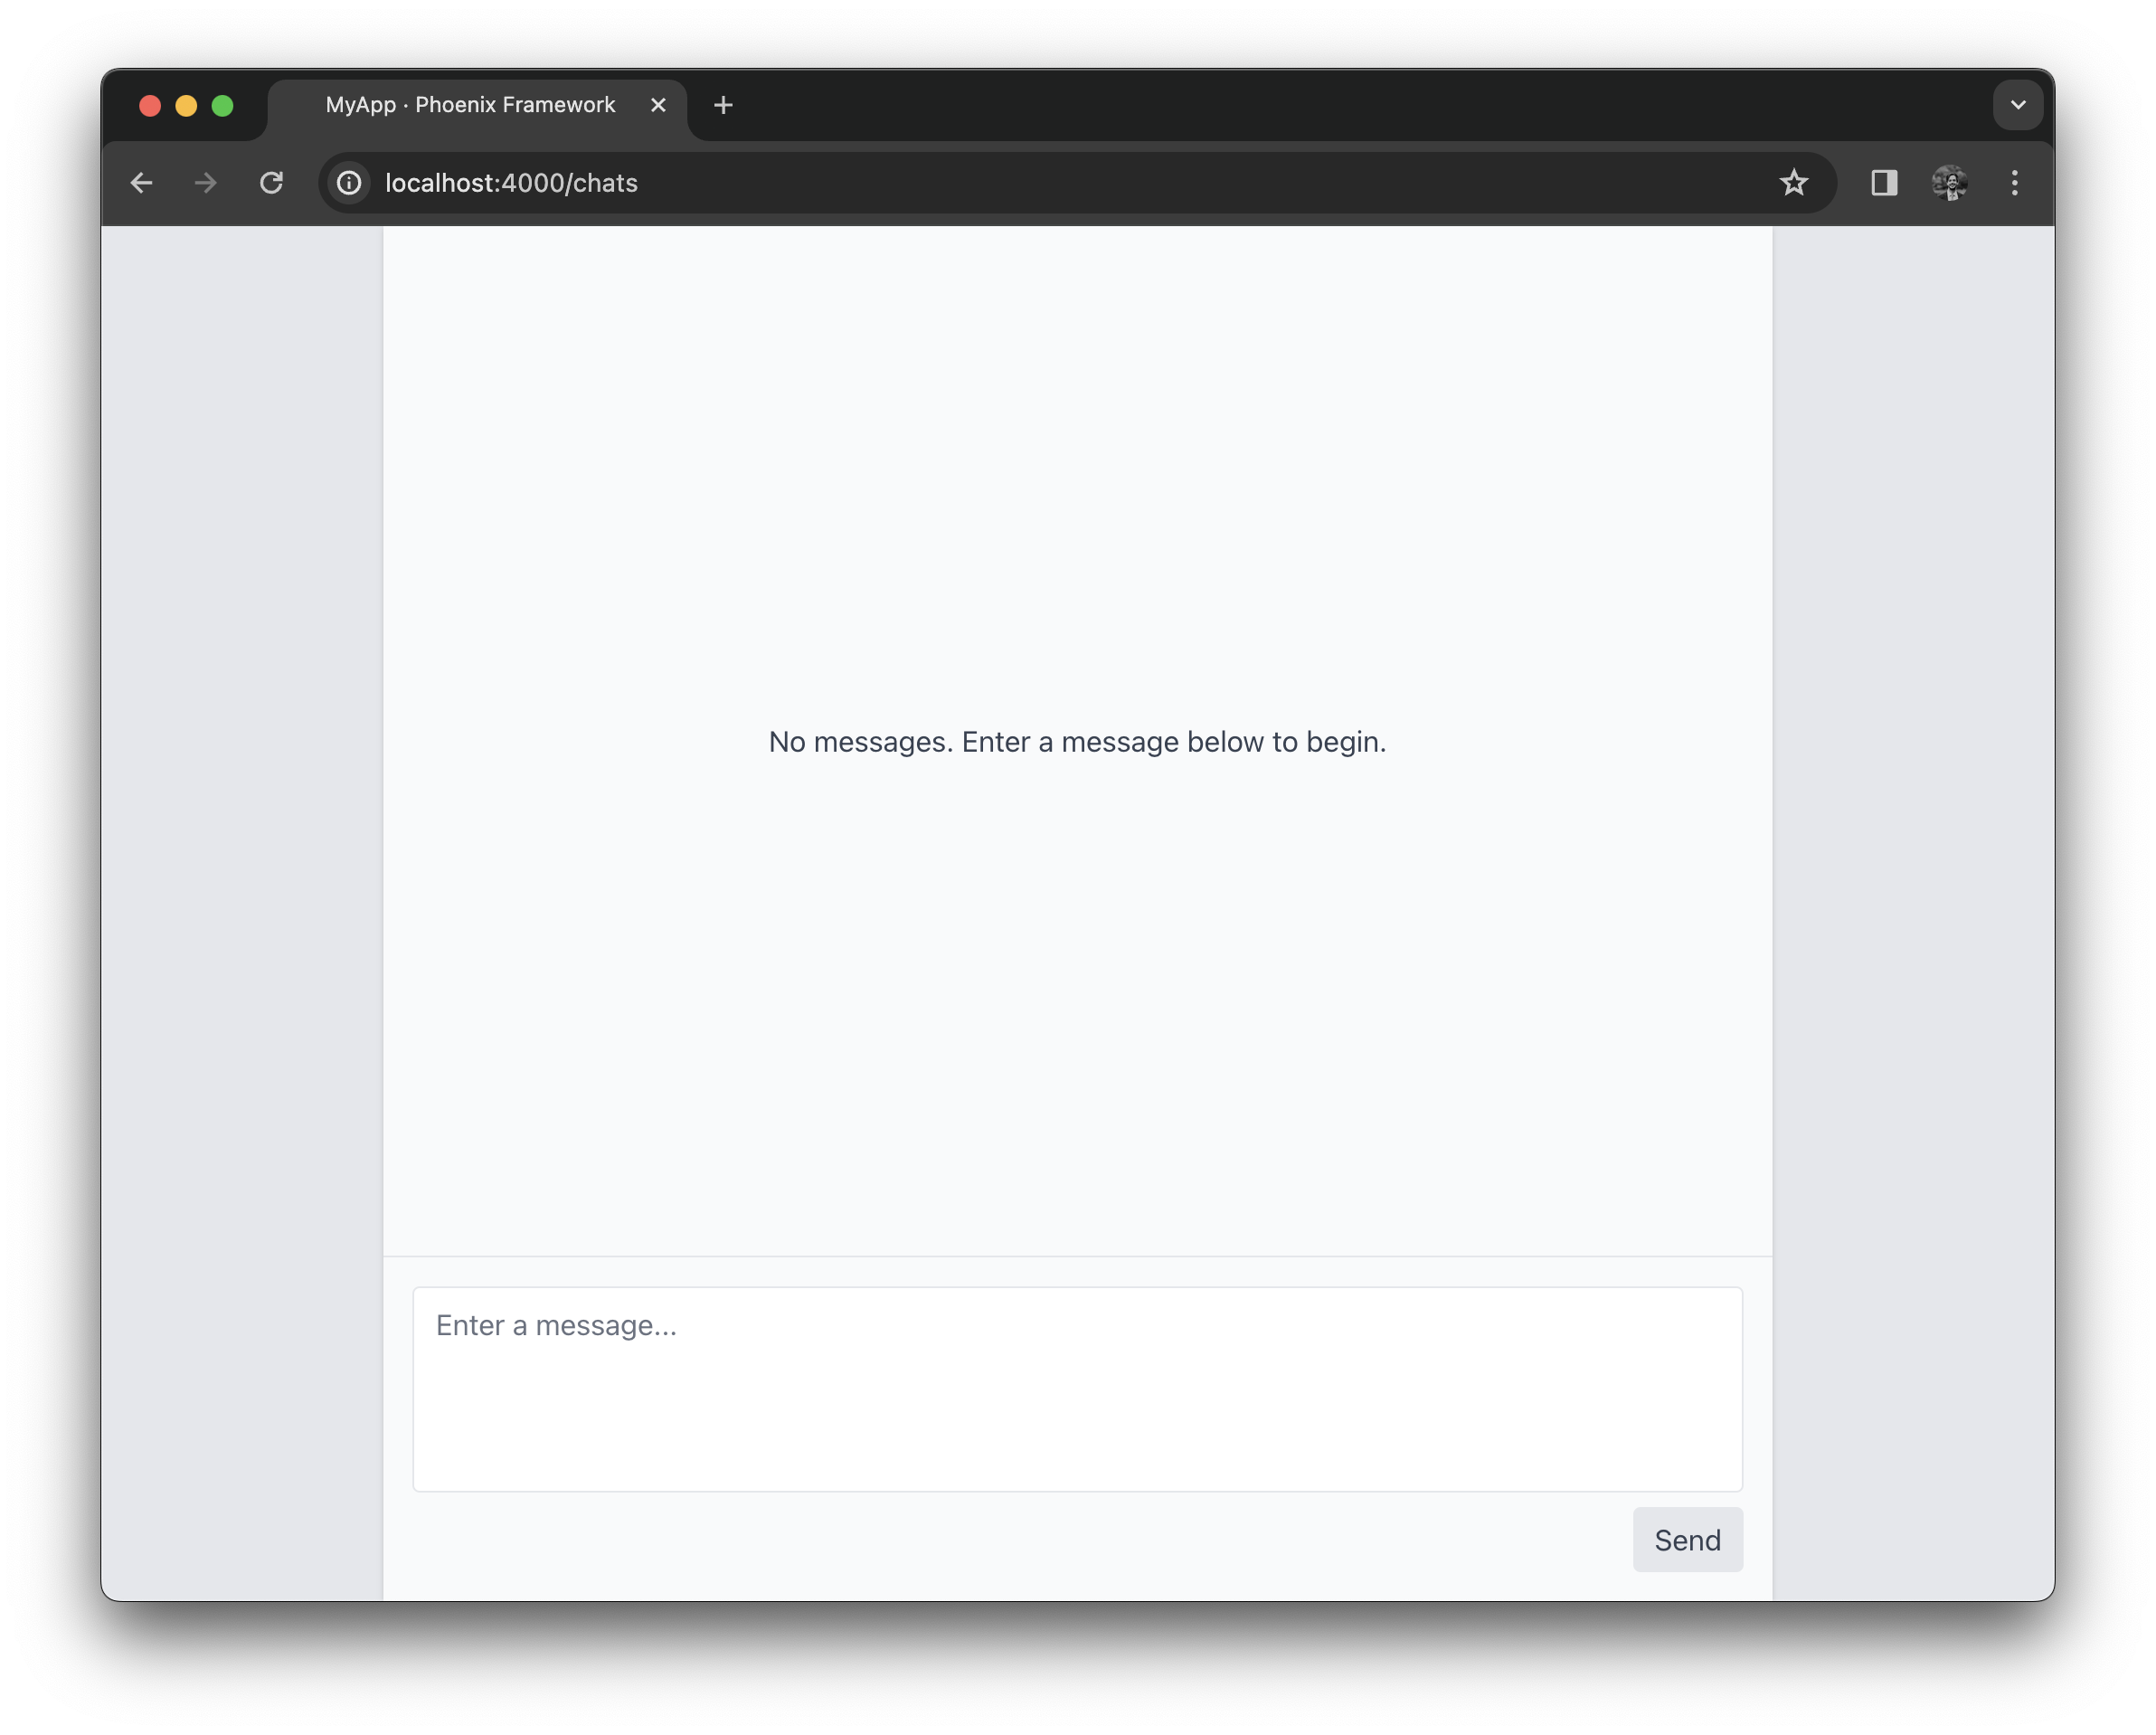 MyApp · Phoenix Framework
localhost:4000/chats
No messages. Enter a message below to begin.
Enter a message...
Send